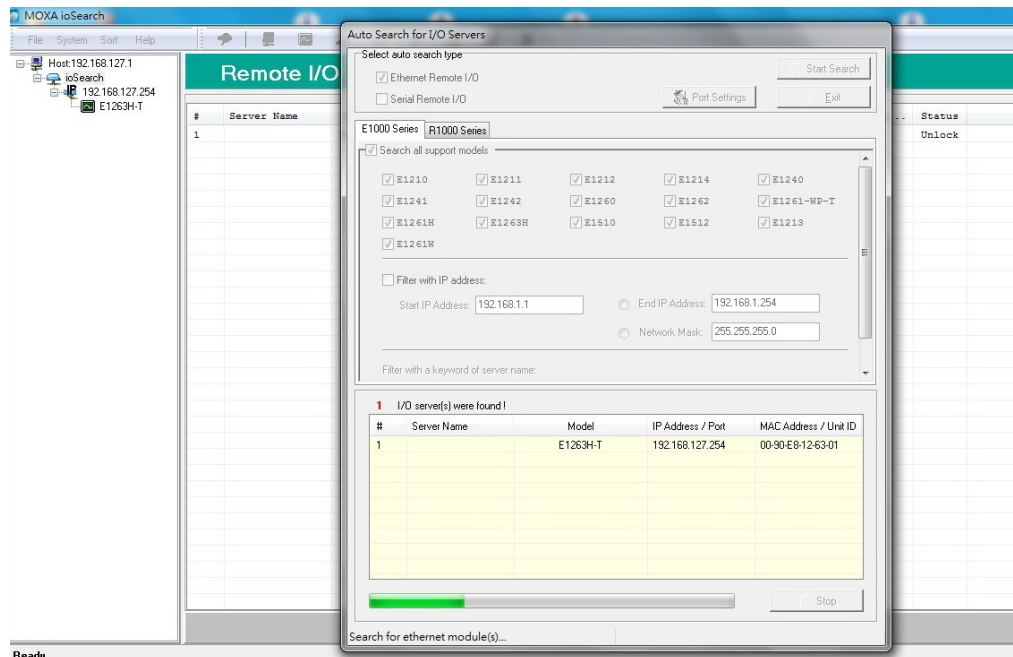 MOXA ioSearch
File System Sort Help
Host:192.168.127.1
ioSearch
192.168.127.254
E1263H-T
Remote I/O
# Server Name .. Status
1 Unlock
Auto Search for I/O Servers
Select auto search type
Ethernet Remote I/O
Start Search
Serial Remote I/O
Port Settings
Exit
E1000 Series R1000 Series
Search all support models
E1210 E1211 E1212 E1214 E1240
E1241 E1242 E1260 E1262 E1261-WP-T
E1261H E1263H E1510 E1512 E1213
E1261W
Filter with IP address:
Start IP Address: 192.168.1.1 End IP Address: 192.168.1.254
Network Mask: 255.255.255.0
Filter with a keyword of server name:
1 I/O server(s) were found !
# Server Name Model IP Address / Port MAC Address / Unit ID
1 E1263H-T 192.168.127.254 00-90-E8-12-63-01
Stop
Search for ethernet module(s)...
Ready